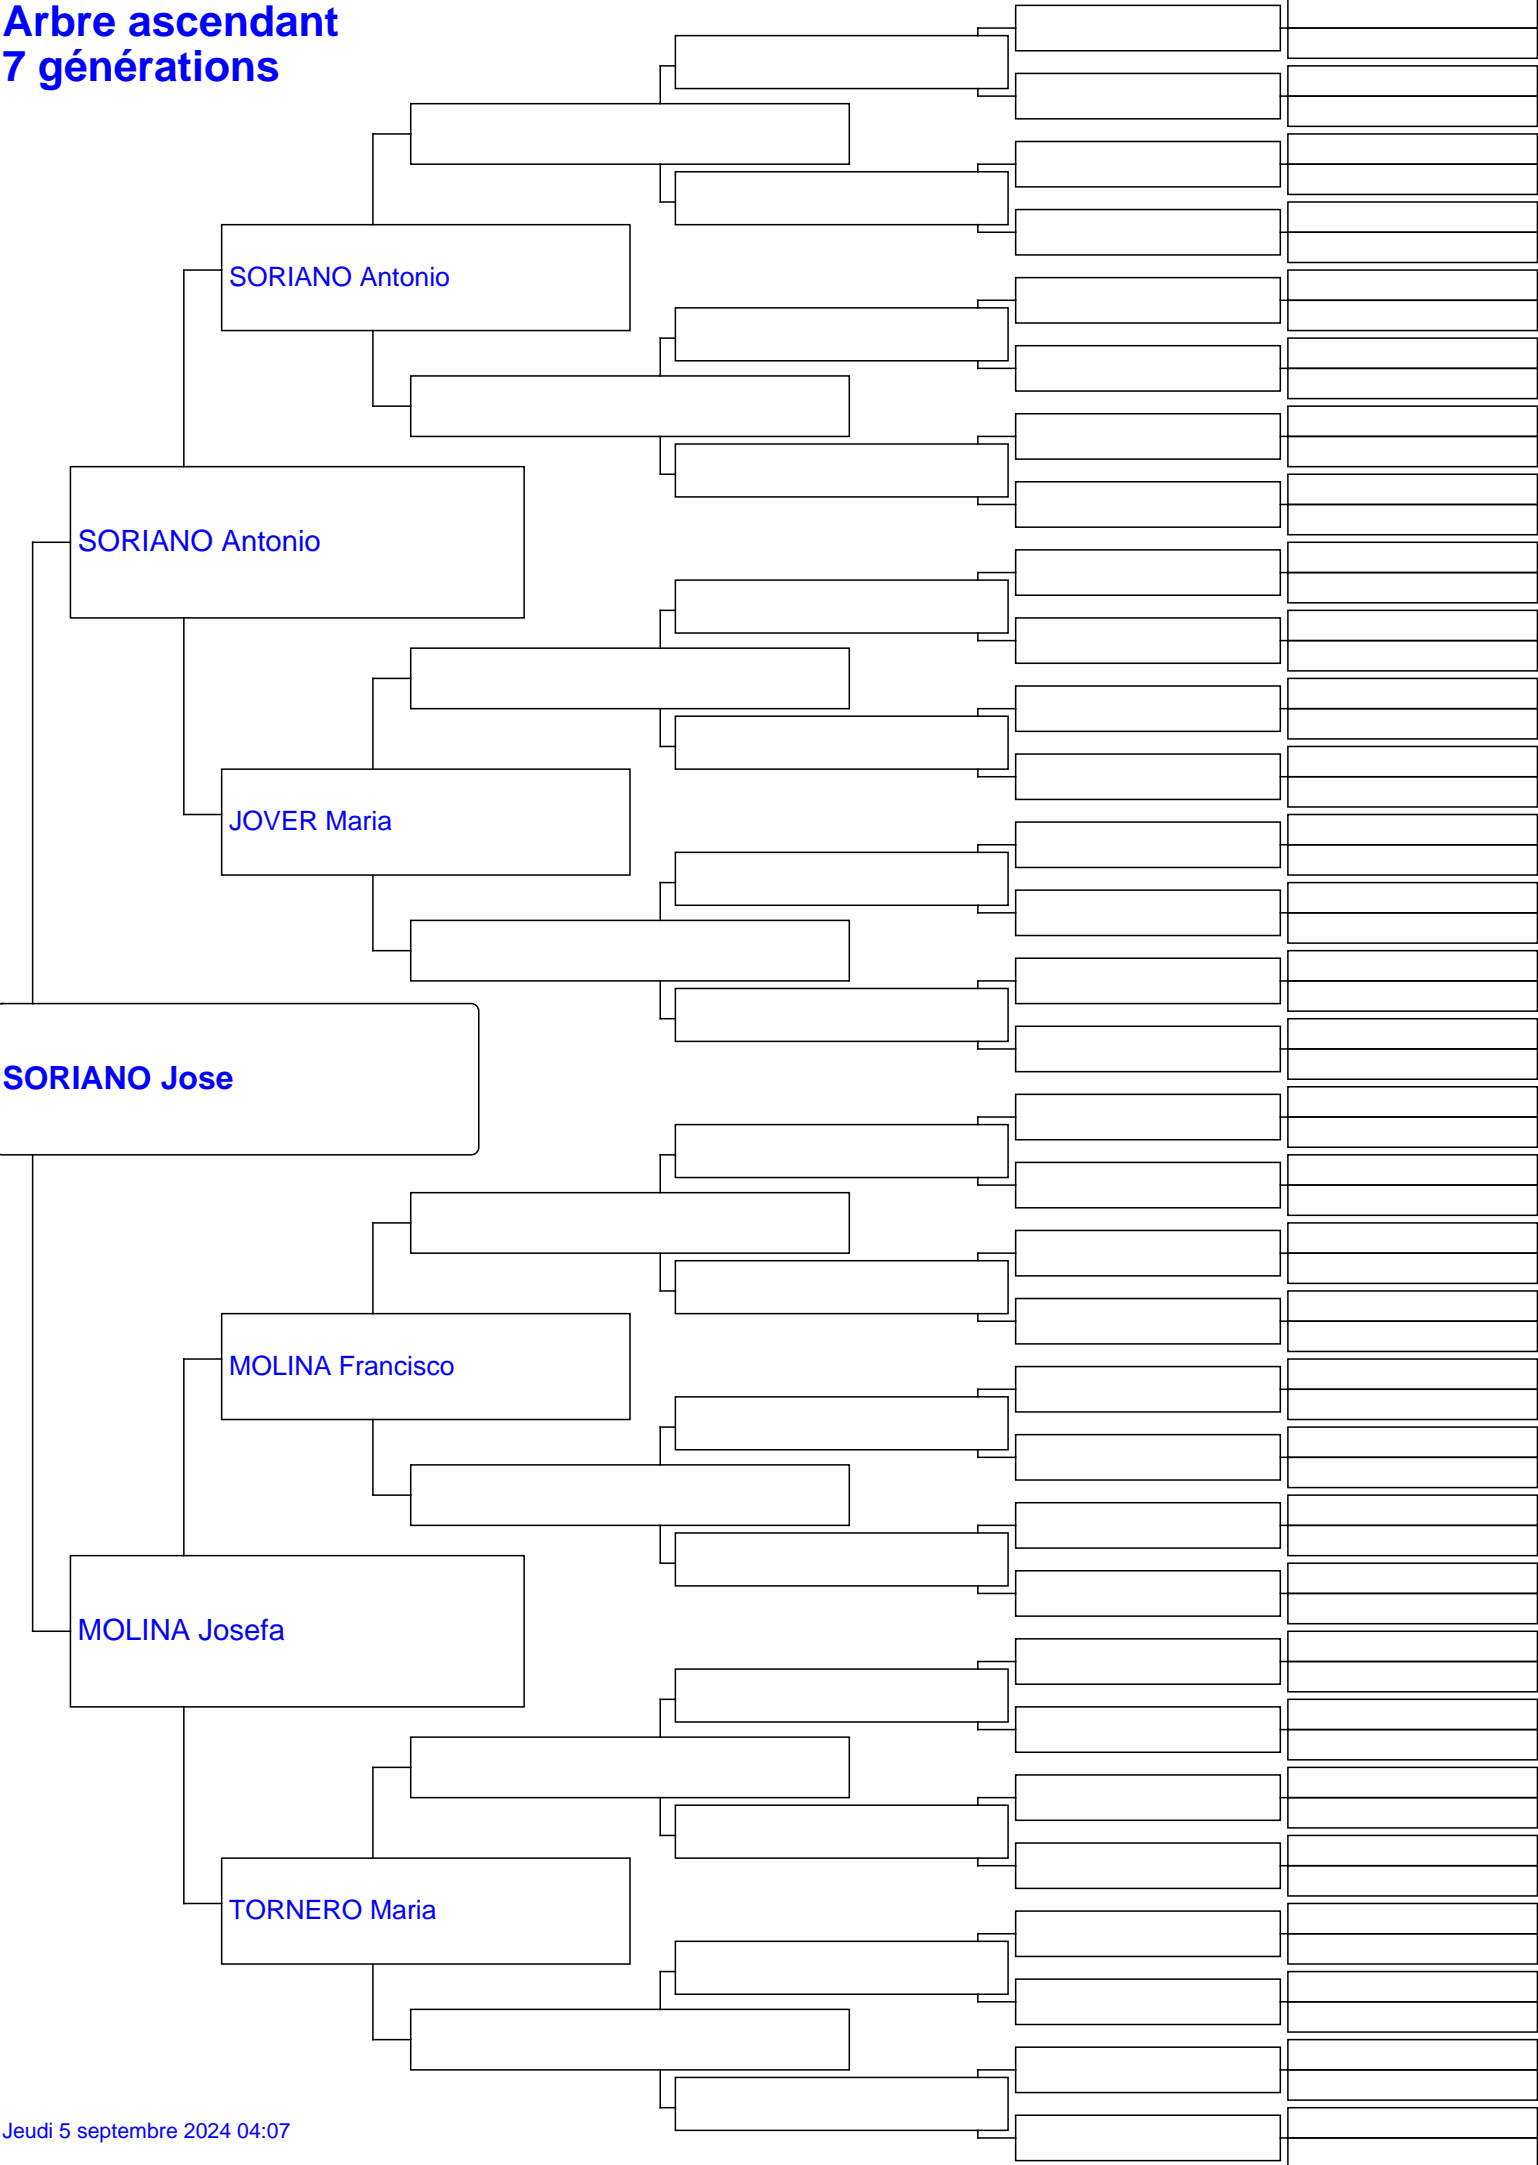 Arbre ascendant
7 générations
SORIANO Antonio
SORIANO Antonio
JOVER Maria
SORIANO Jose
MOLINA Francisco
MOLINA Josefa
TORNERO Maria
Jeudi 5 septembre 2024 04:07